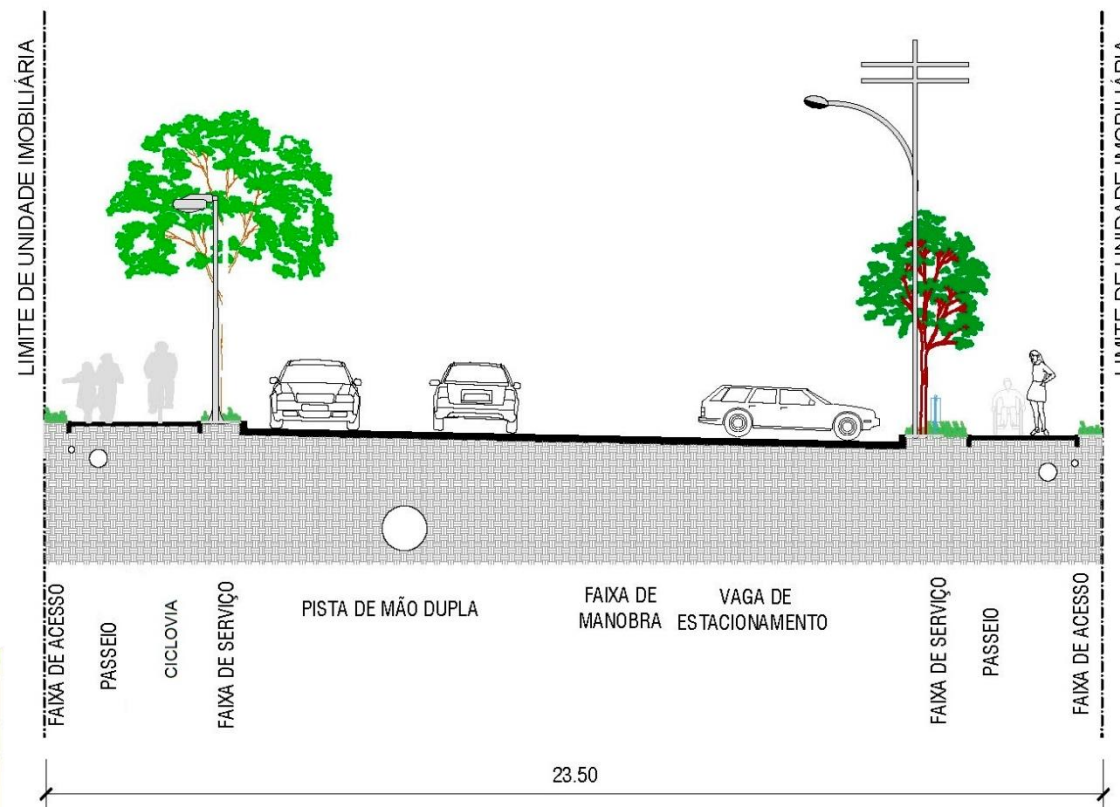 LIMITE DE UNIDADE IMOBILIÁRIA
LIMITE DE UNIDADE IMOBILIÁRIA
FAIXA DE ACESSO
PASSEIO
CICLOVIA
FAIXA DE SERVIÇO
PISTA DE MÃO DUPLA
FAIXA DE
MANOBRA
VAGA DE
ESTACIONAMENTO
FAIXA DE SERVIÇO
PASSEIO
FAIXA DE ACESSO
23.50